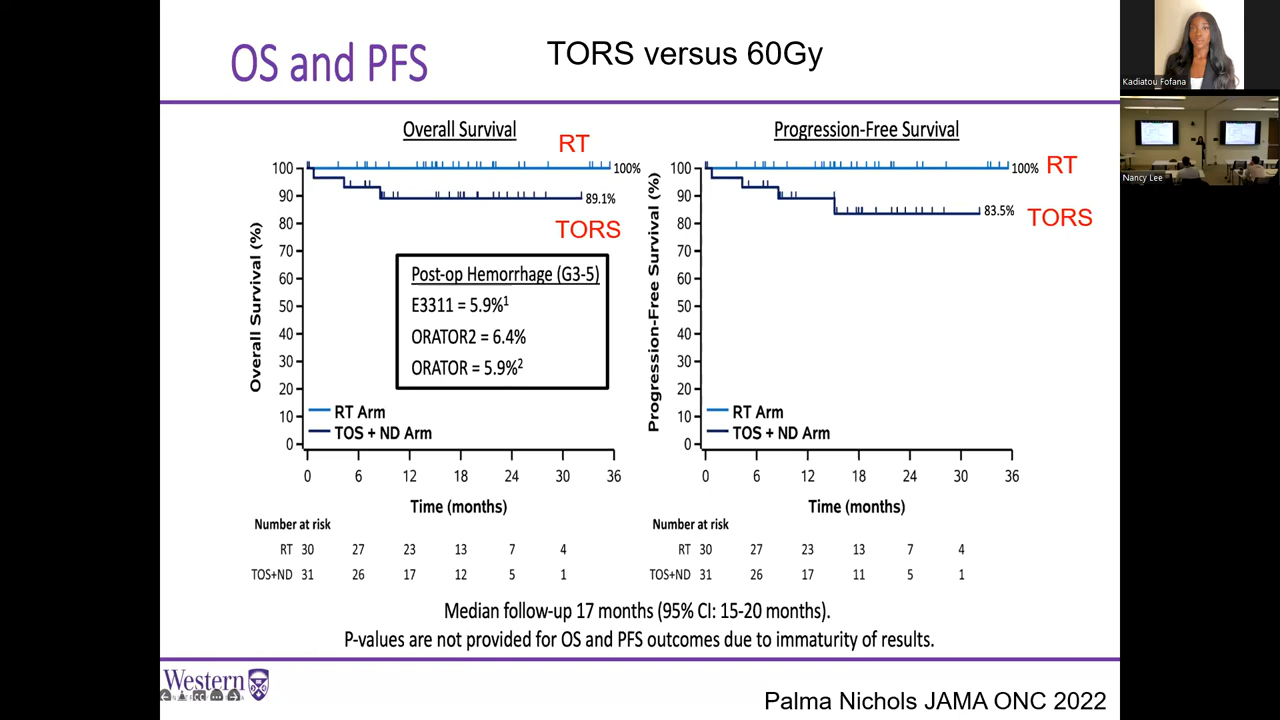 OS and PFS
TORS versus 60Gy
Kadiatou Fofana
Nancy Lee
Overall Survival
RT
100
90
80
70
60
50
40
30
20
10
0
Overall Survival (%)
100%
89.1%
TORS
Post-op Hemorrhage (G3-5)
E3311 = 5.9%¹
ORATOR2 = 6.4%
ORATOR = 5.9%²
RT Arm
TOS + ND Arm
0 6 12 18 24 30 36
Time (months)
Number at risk
RT 30 27 23 13 7 4
TOS+ND 31 26 17 12 5 1
Progression-Free Survival
100
90
80
70
60
50
40
30
20
10
0
Progression-Free Survival (%)
100% RT
83.5% TORS
RT Arm
TOS + ND Arm
0 6 12 18 24 30 36
Time (months)
Number at risk
RT 30 27 23 13 7 4
TOS+ND 31 26 17 11 5 1
Median follow-up 17 months (95% CI: 15-20 months).
P-values are not provided for OS and PFS outcomes due to immaturity of results.
Western
Palma Nichols JAMA ONC 2022